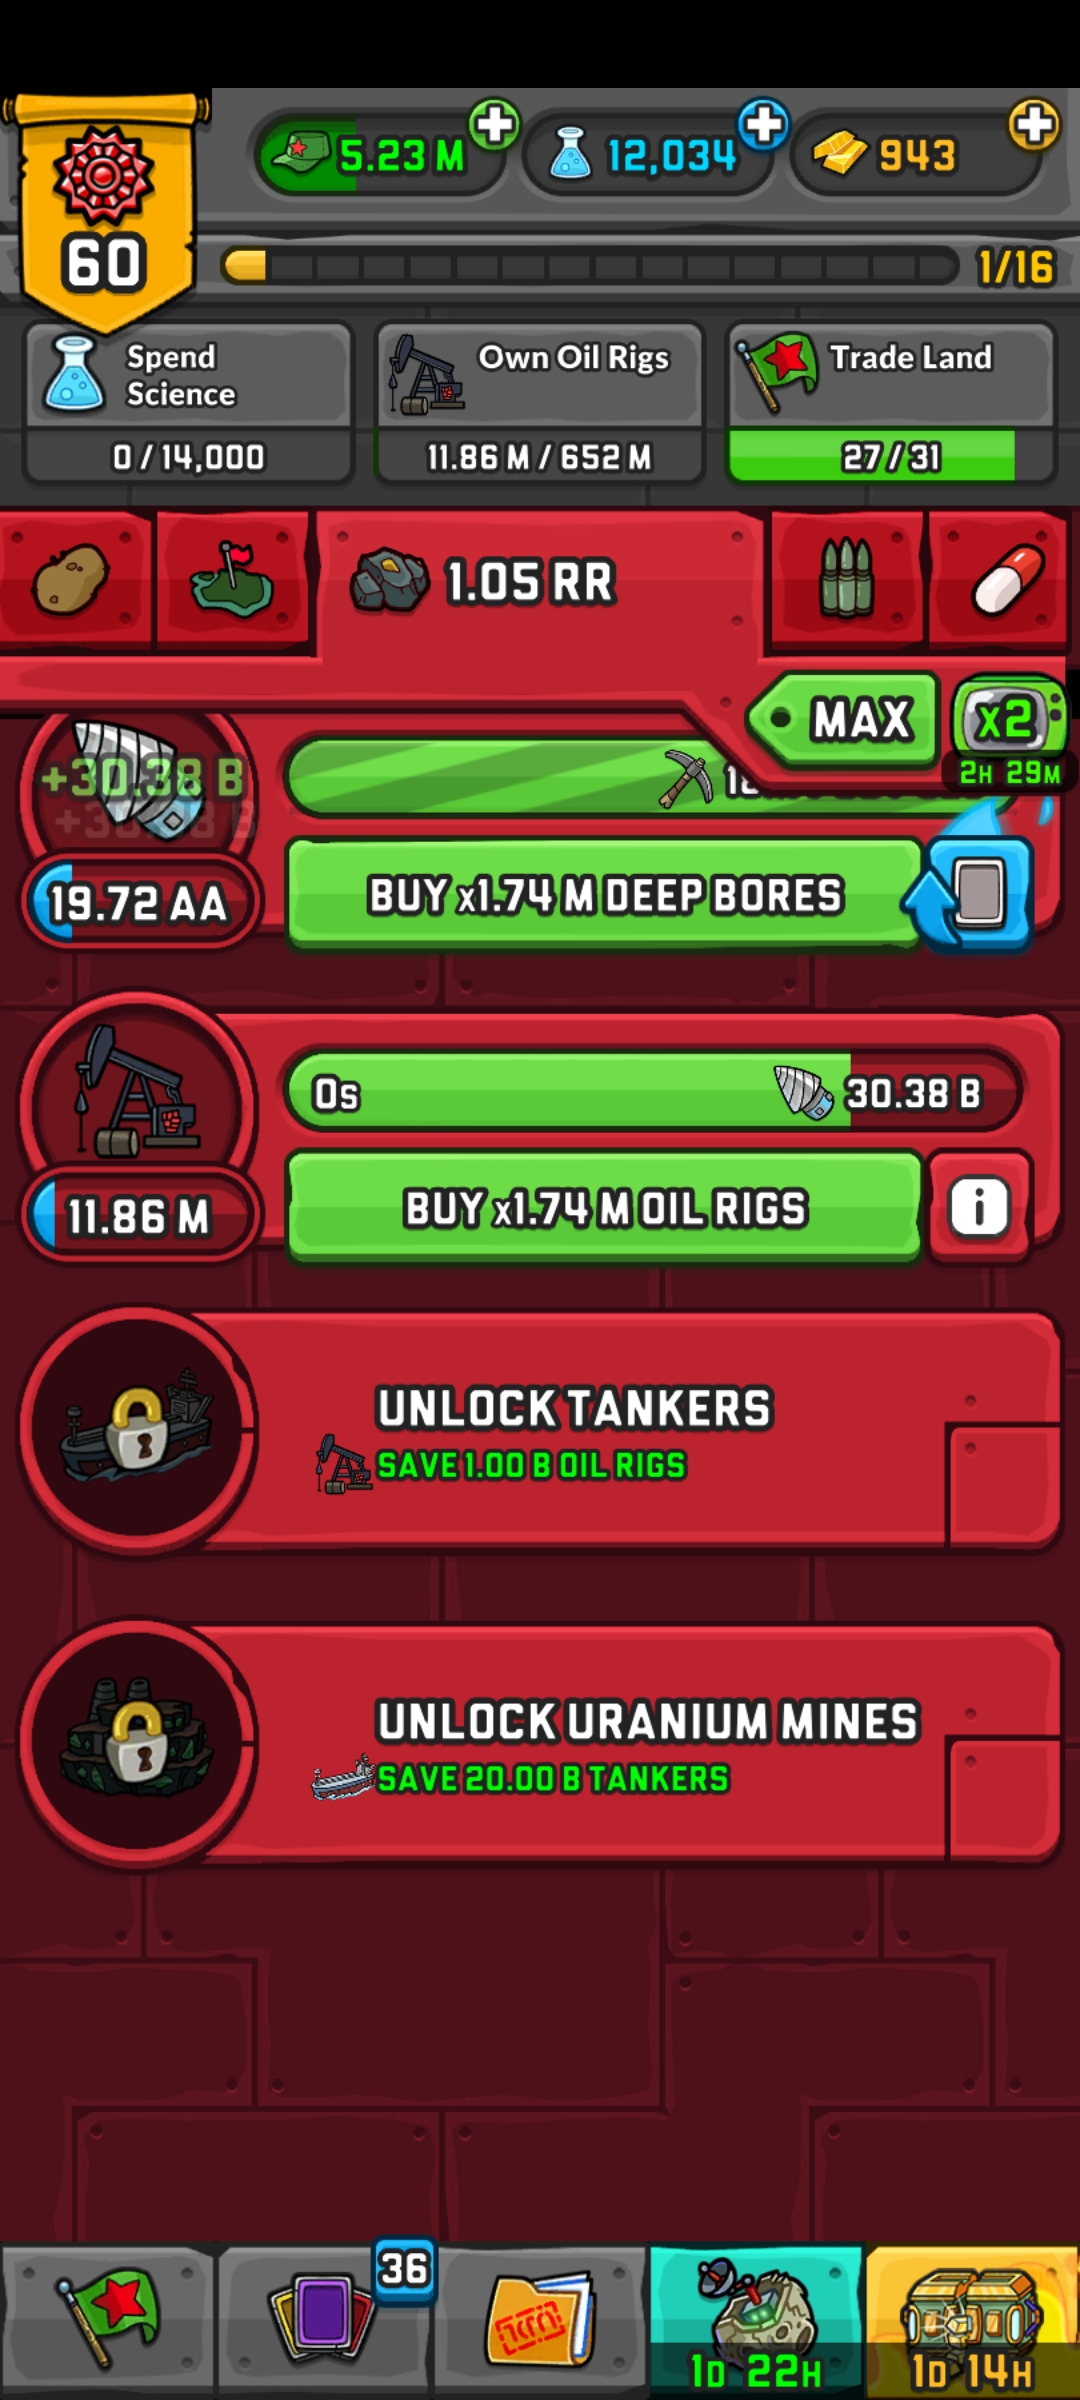 5.23 M
12,034
943
60
1/16
Spend
Science
Own Oil Rigs
Trade Land
0/14,000
11.86 M/652 M
27/31
1.05 RR
MAX
x2
2H 29M
+30.38 B
19.72 AA
BUY x1.74 M DEEP BORES
0s
30.38 B
11.86 M
BUY x1.74 M OIL RIGS
i
UNLOCK TANKERS
SAVE 1.00 B OIL RIGS
UNLOCK URANIUM MINES
SAVE 20.00 B TANKERS
36
1D 22H
1D 14H